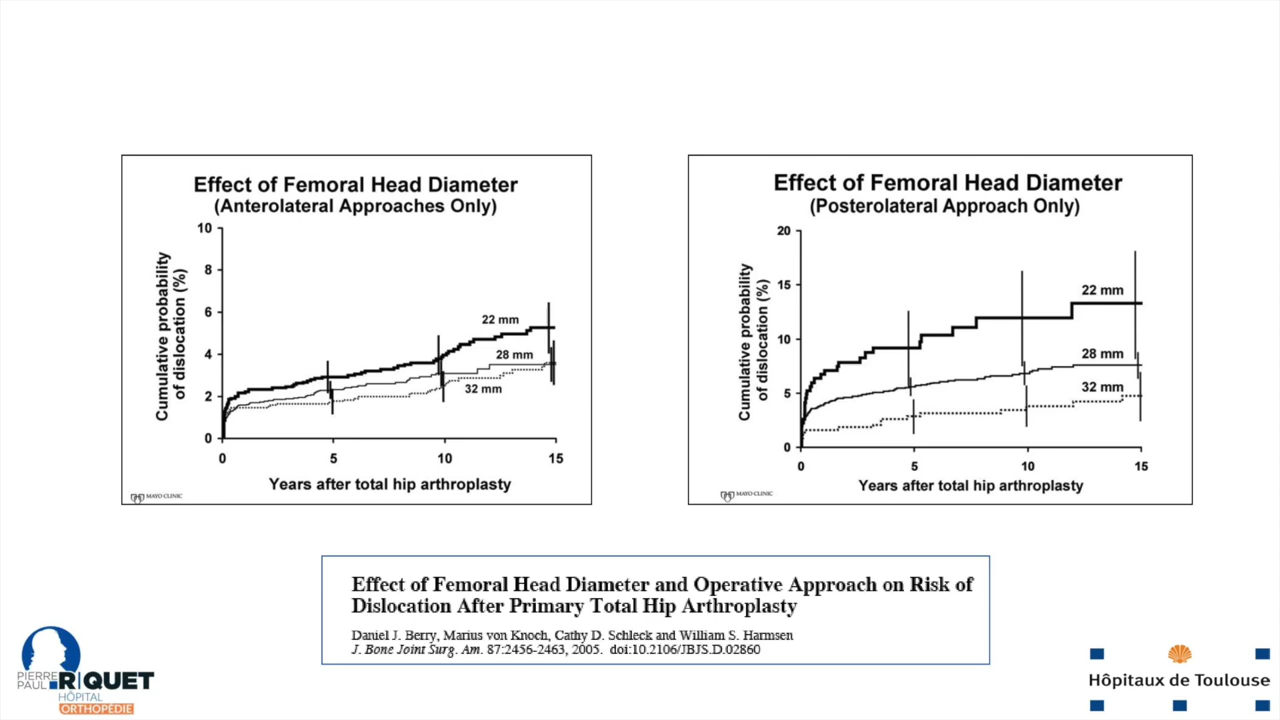 Effect of Femoral Head Diameter
(Anterolateral Approaches Only)
Cumulative probability
of dislocation (%)
10
8
6
4
2
0
22 mm
28 mm
32 mm
0 5 10 15
Years after total hip arthroplasty
MAYO CLINIC
Effect of Femoral Head Diameter
(Posterolateral Approach Only)
Cumulative probability
of dislocation (%)
20
15
10
5
0
22 mm
28 mm
32 mm
0 5 10 15
Years after total hip arthroplasty
MAYO CLINIC
Effect of Femoral Head Diameter and Operative Approach on Risk of
Dislocation After Primary Total Hip Arthroplasty
Daniel J. Berry, Marius von Knoch, Cathy D. Schleck and William S. Harmsen
J. Bone Joint Surg. Am. 87:2456-2463, 2005. doi:10.2106/JBJS.D.02860
PIERRE
PAUL RIQUET
HÔPITAL
ORTHOPÉDIE
Hôpitaux de Toulouse